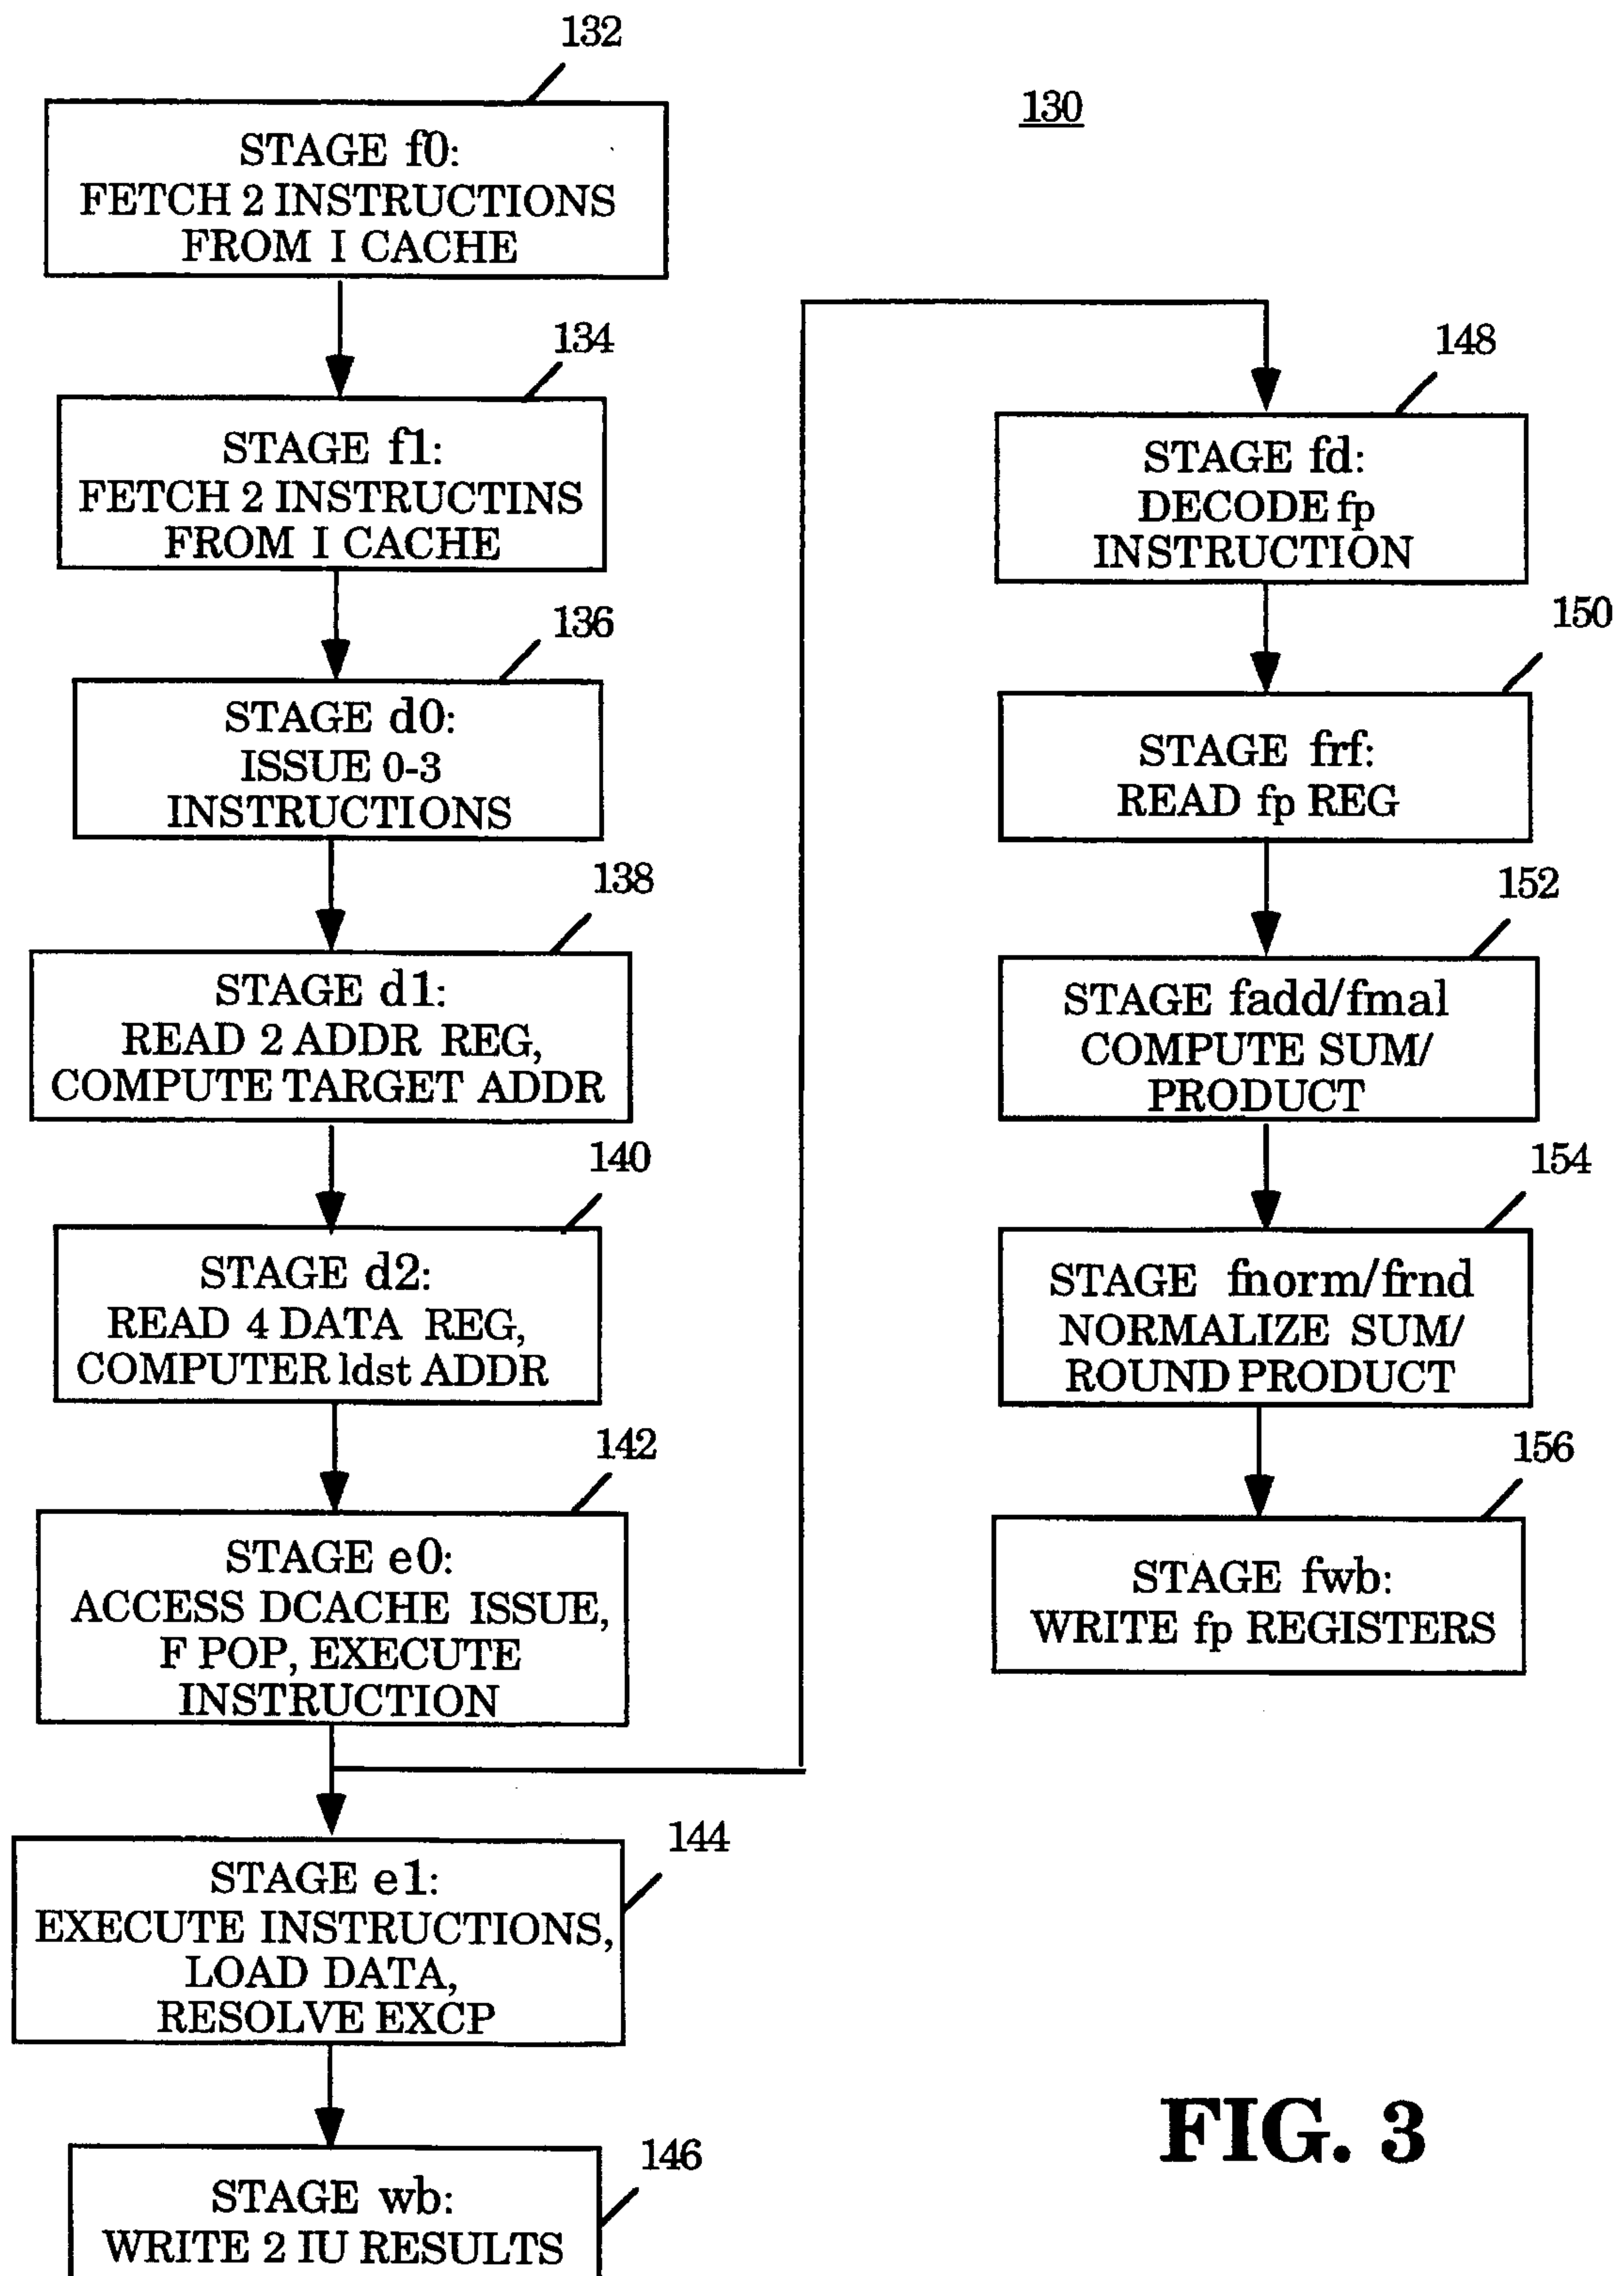 132
STAGE f0:
FETCH 2 INSTRUCTIONS
FROM I CACHE
134
STAGE f1:
FETCH 2 INSTRUCTINS
FROM I CACHE
136
STAGE d0:
ISSUE 0-3
INSTRUCTIONS
138
STAGE d1:
READ 2 ADDR REG,
COMPUTE TARGET ADDR
140
STAGE d2:
READ 4 DATA REG,
COMPUTER ldst ADDR
142
STAGE e0:
ACCESS DCACHE ISSUE,
F POP, EXECUTE
INSTRUCTION
144
STAGE e1:
EXECUTE INSTRUCTIONS,
LOAD DATA,
RESOLVE EXCP
146
STAGE wb:
WRITE 2 IU RESULTS
130
148
STAGE fd:
DECODE fp
INSTRUCTION
150
STAGE frf:
READ fp REG
152
STAGE fadd/fmal
COMPUTE SUM/
PRODUCT
154
STAGE fnorm/frnd
NORMALIZE SUM/
ROUND PRODUCT
156
STAGE fwb:
WRITE fp REGISTERS
FIG. 3